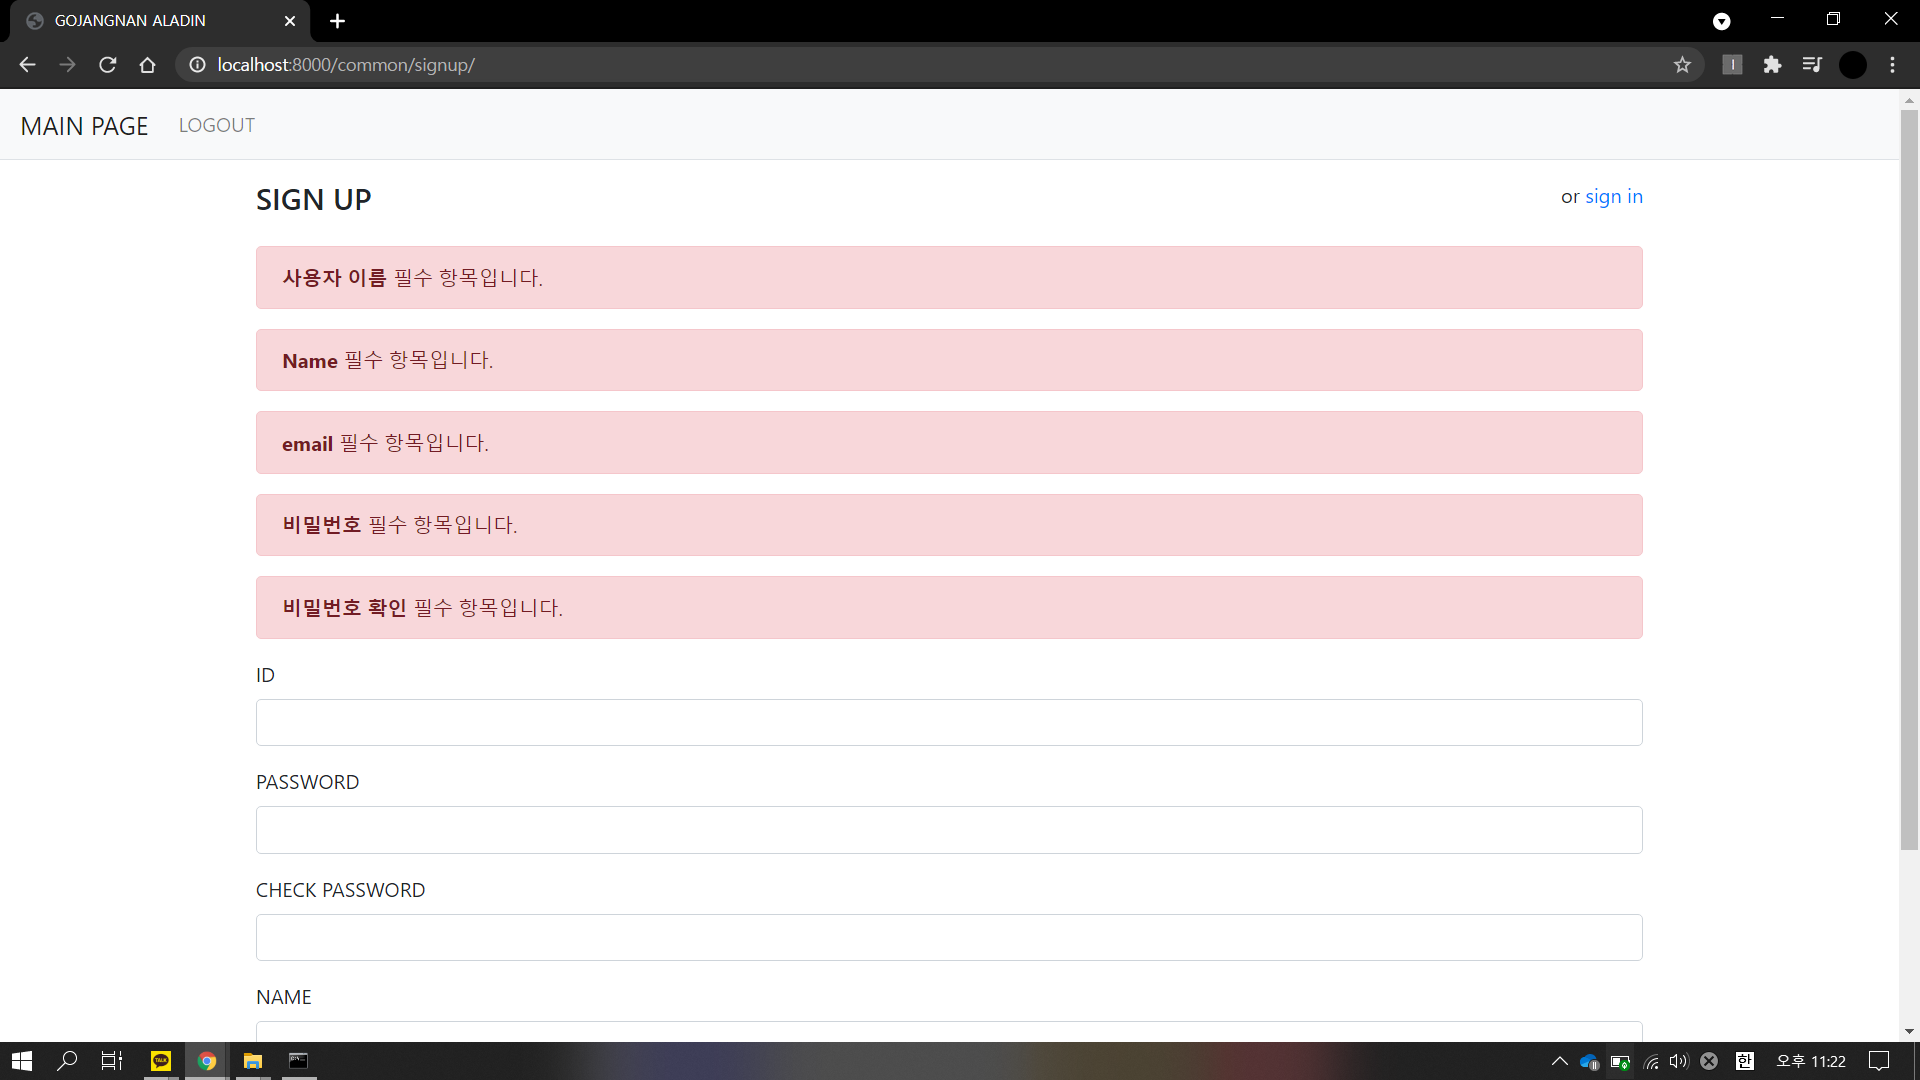 GOJANGNAN ALADIN
localhost:8000/common/signup/
MAIN PAGE LOGOUT
SIGN UP
or sign in
사용자 이름 필수 항목입니다.
Name 필수 항목입니다.
email 필수 항목입니다.
비밀번호 필수 항목입니다.
비밀번호 확인 필수 항목입니다.
ID
PASSWORD
CHECK PASSWORD
NAME
TALK
한
오후 11:22